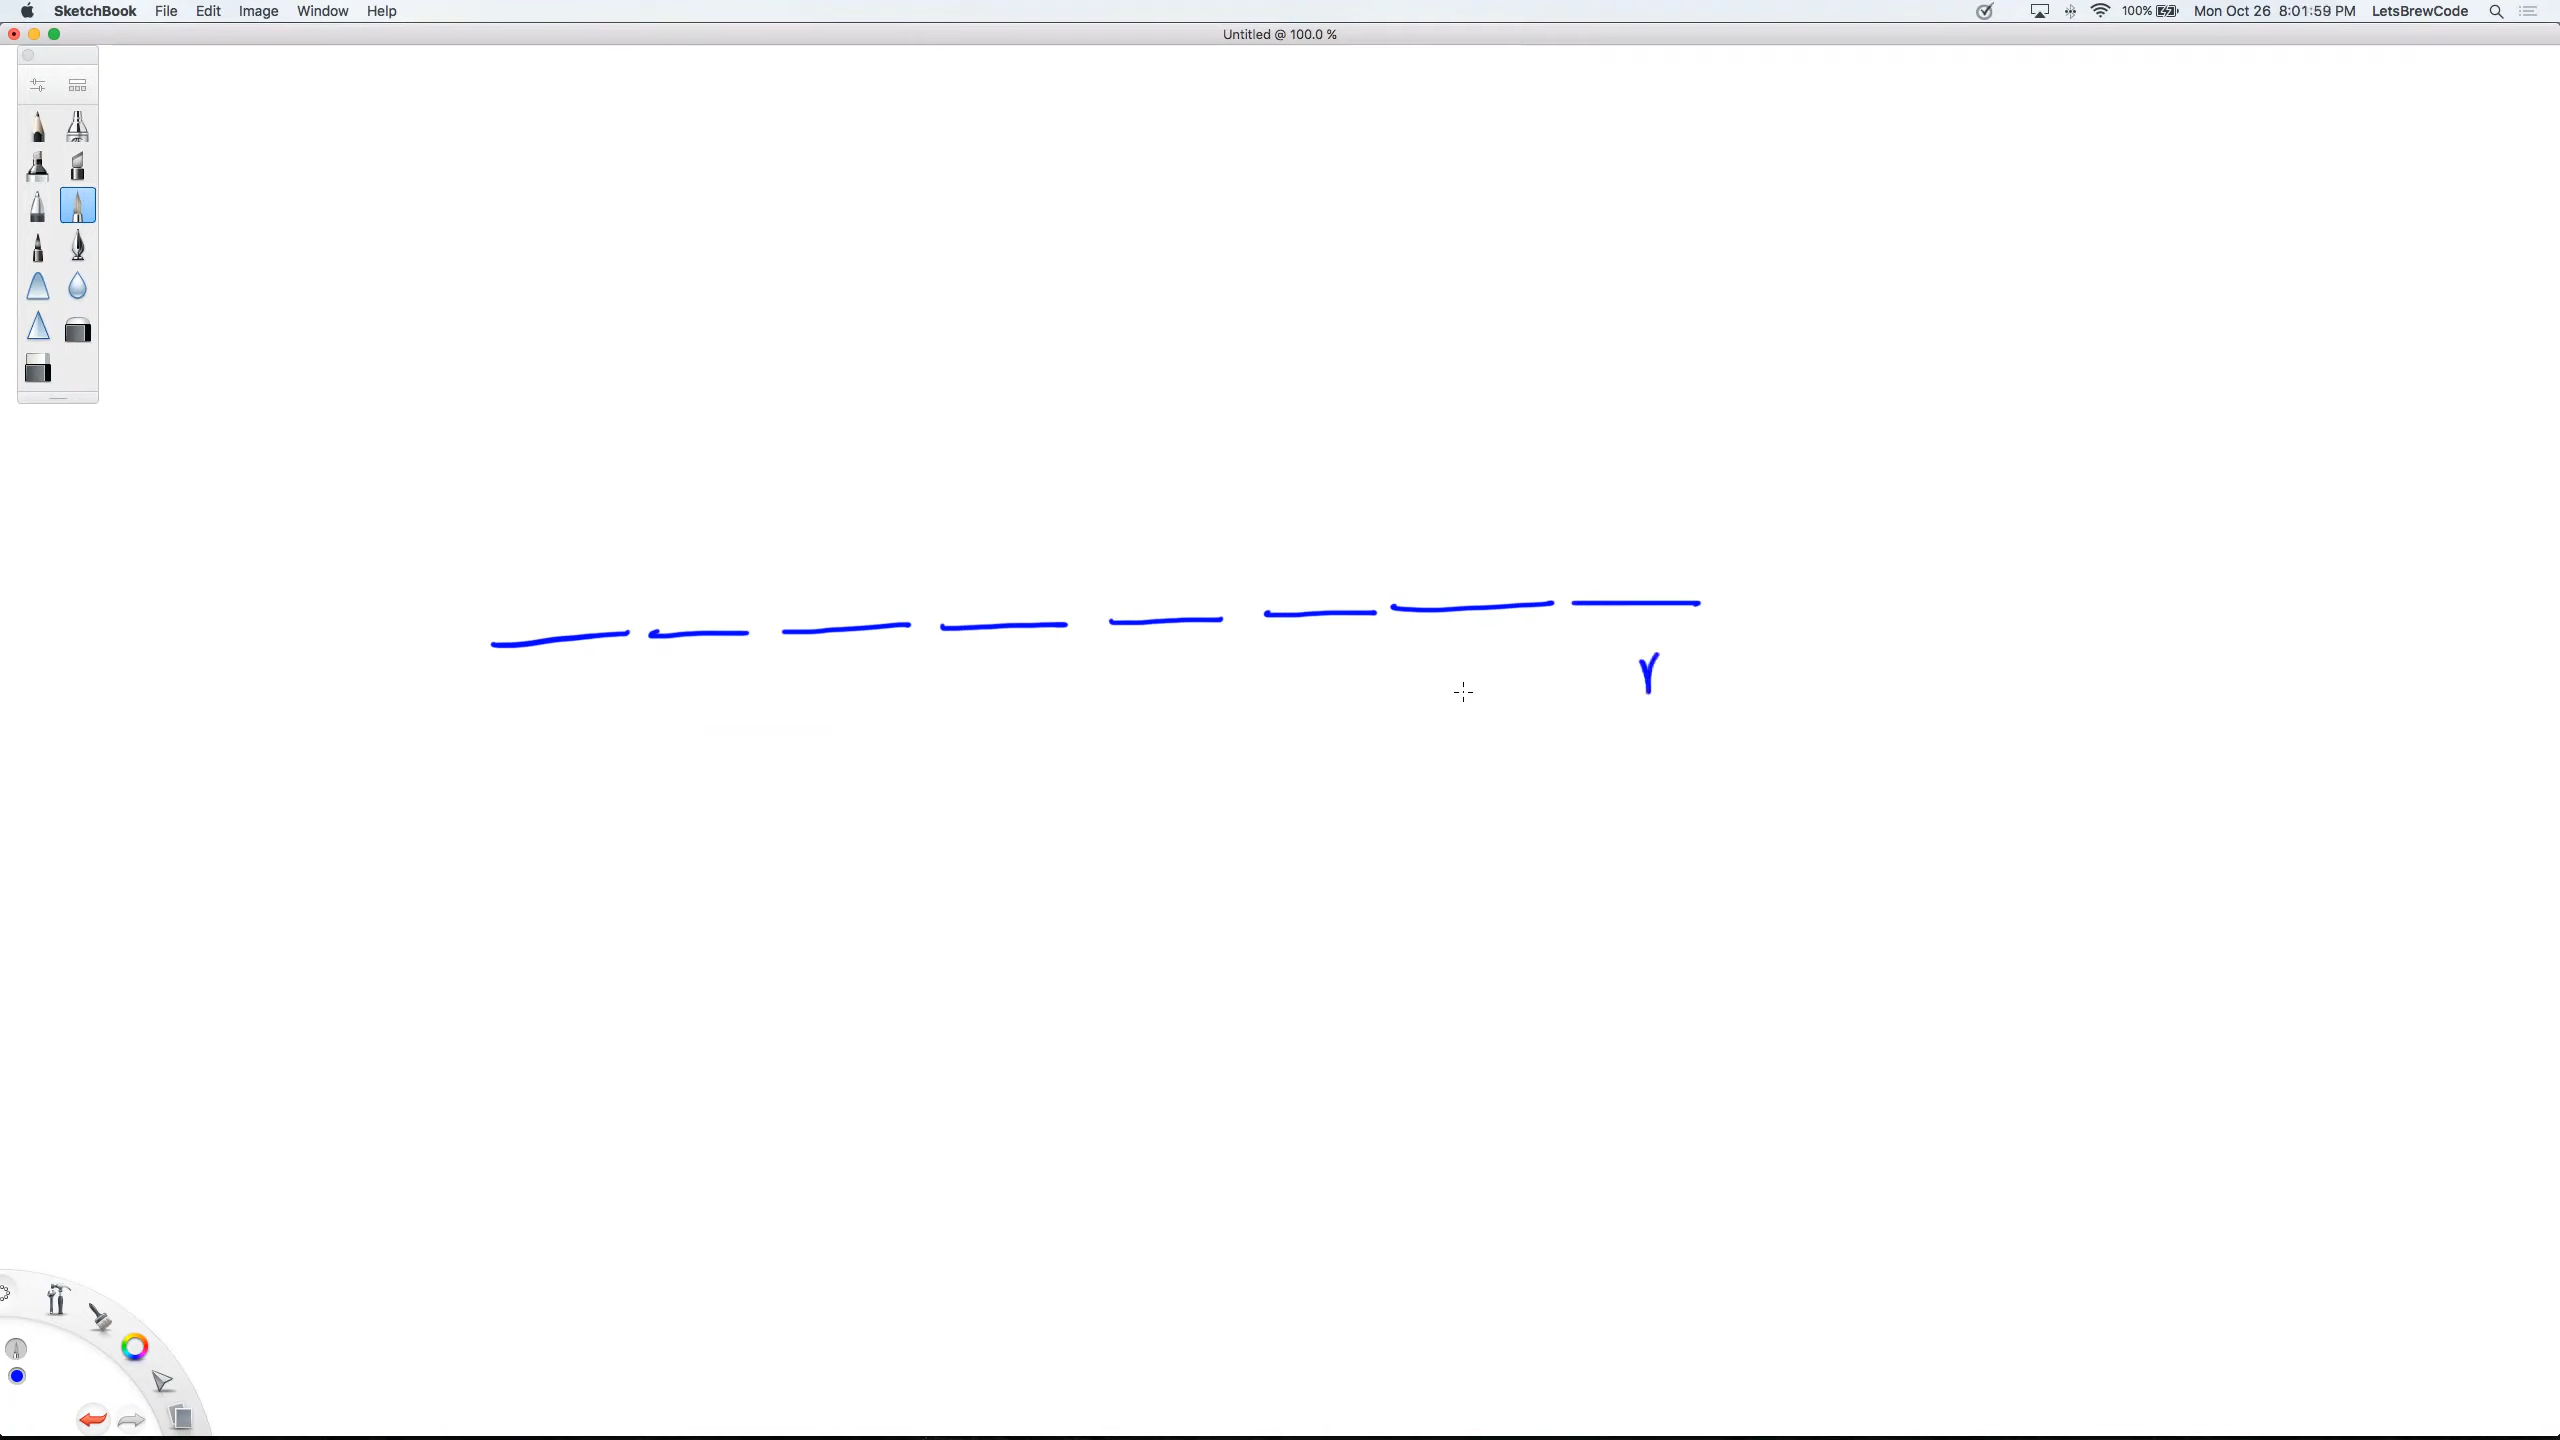 SketchBook File Edit Image Window Help 100% Mon Oct 26 8:01:59 PM LetsBrewCode
Untitled @ 100.0 %
r